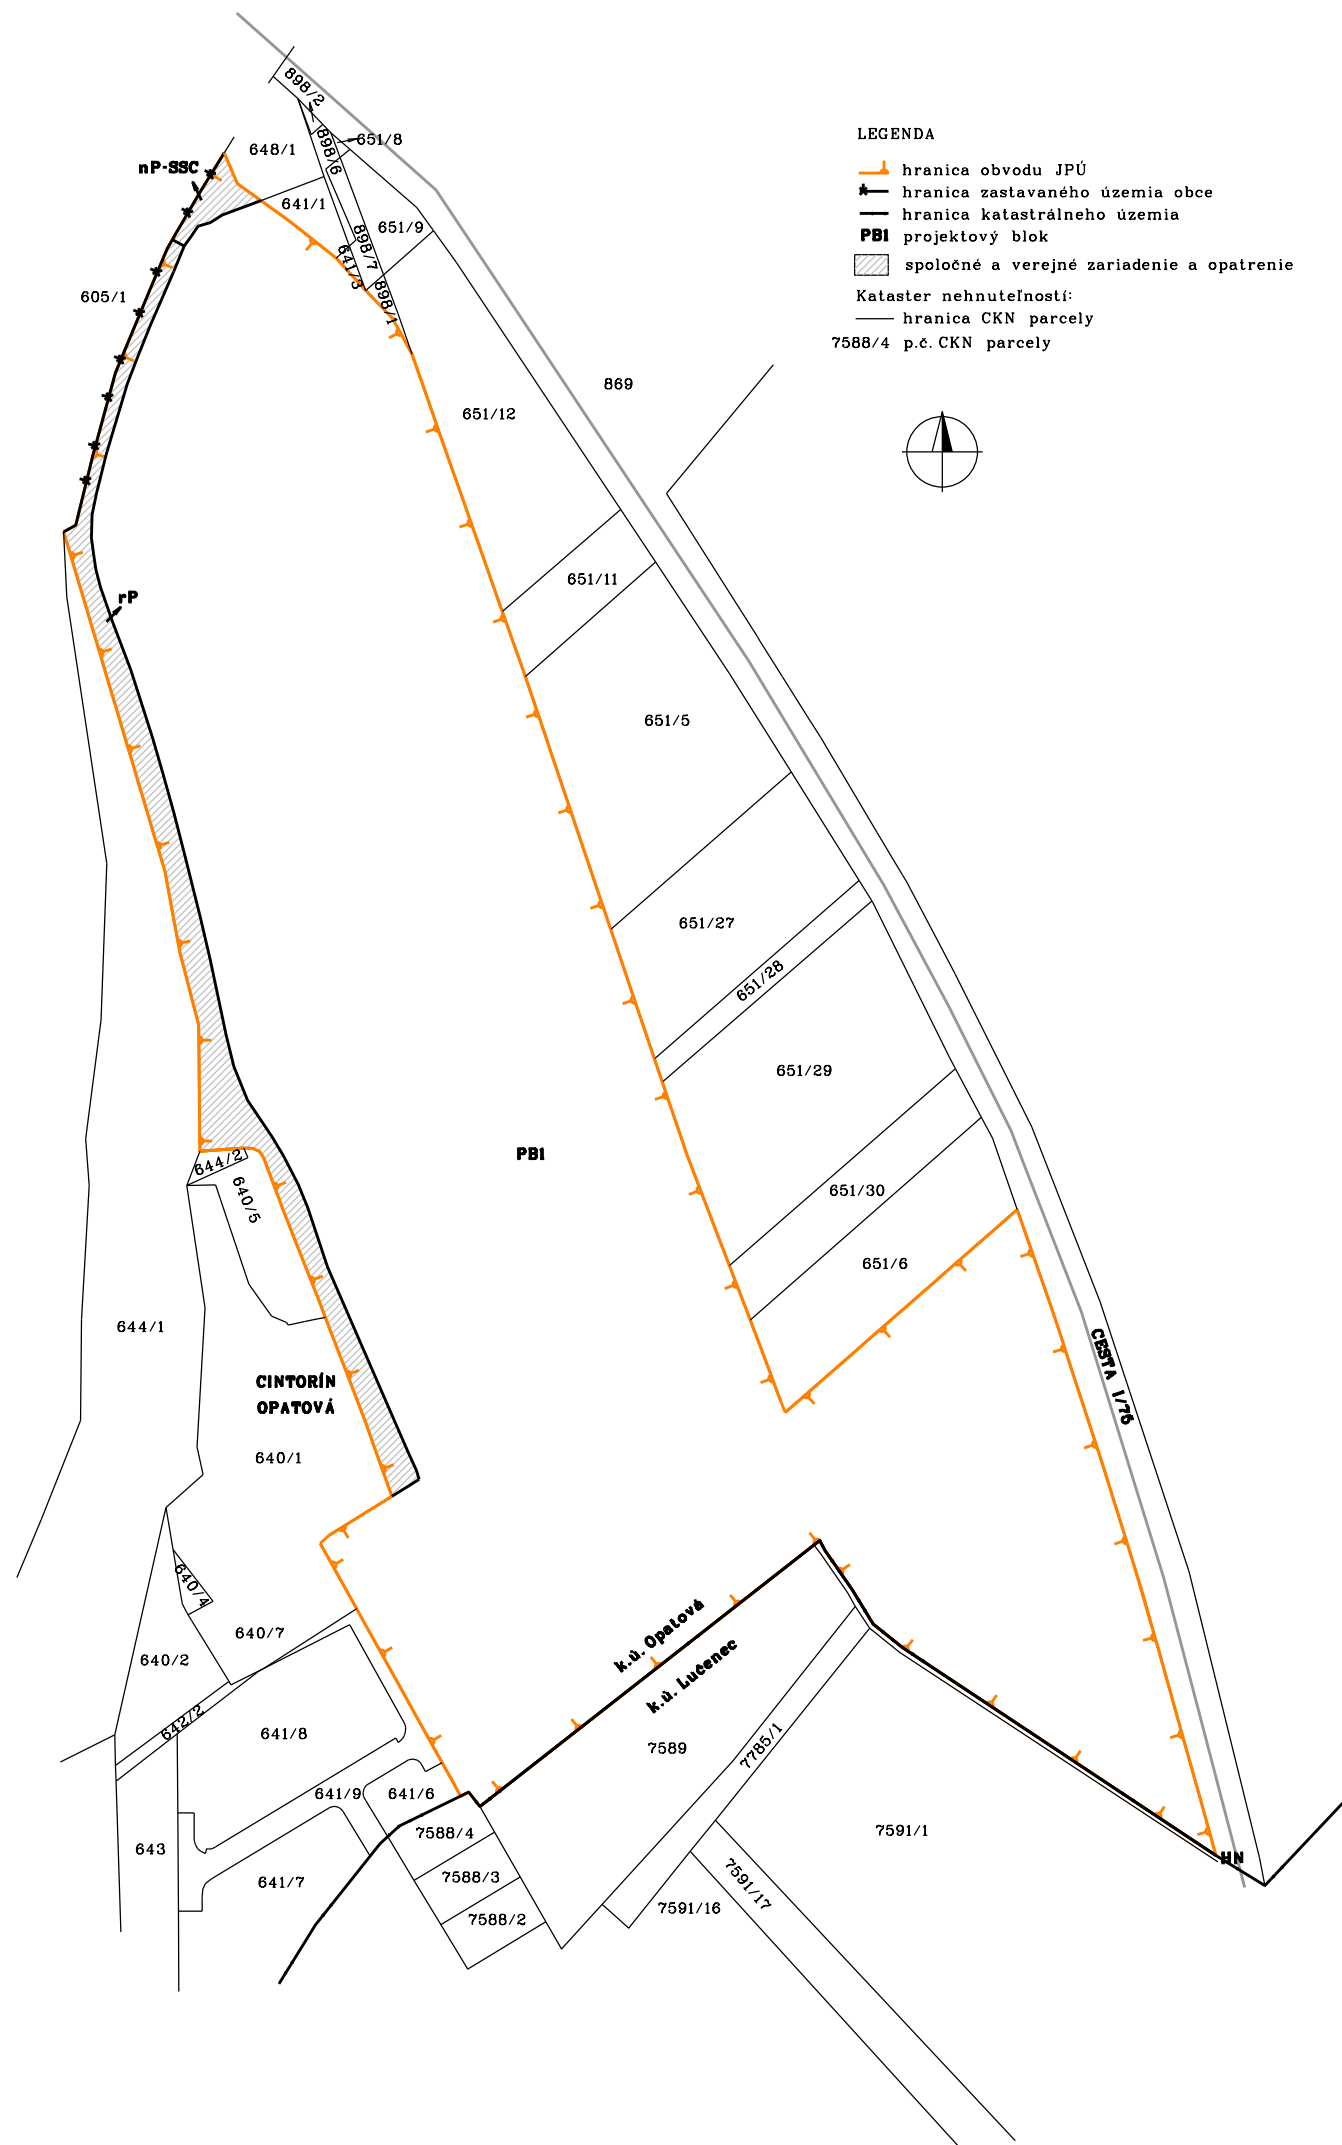 898/2
651/8
898/6
648/1
nP-SSC
641/1
651/9
898/7
641/3
898/1
605/1
LEGENDA
hranica obvodu JPÚ
hranica zastavaného územia obce
hranica katastrálneho územia
PB1 projektový blok
spoločné a verejné zariadenie a opatrenie
Kataster nehnuteľností:
hranica CKN parcely
7588/4 p.č. CKN parcely
869
651/12
651/11
rP
651/5
651/27
651/28
651/29
PB1
644/2
640/5
651/30
651/6
644/1
CESTA I/75
CINTORÍN
OPATOVÁ
640/1
640/4
640/7
640/2
k.ú. Opatová
k.ú. Lučenec
642/2
641/8
7589
7785/1
641/9
641/6
7588/4
643
7591/1
HN
641/7
7588/3
7591/17
7591/16
7588/2